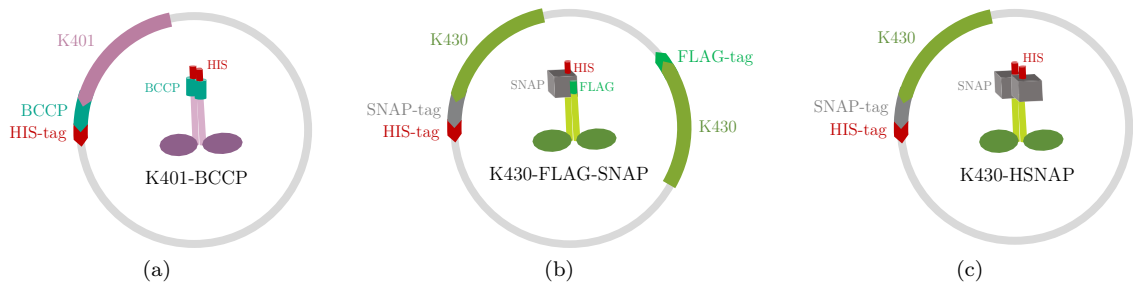 K401
HIS
BCCP
BCCP
HIS-tag
K401-BCCP
(a)
K430
HIS
SNAP
FLAG
FLAG-tag
SNAP-tag
HIS-tag
K430
K430-FLAG-SNAP
(b)
K430
HIS
SNAP
SNAP-tag
HIS-tag
K430-HSNAP
(c)